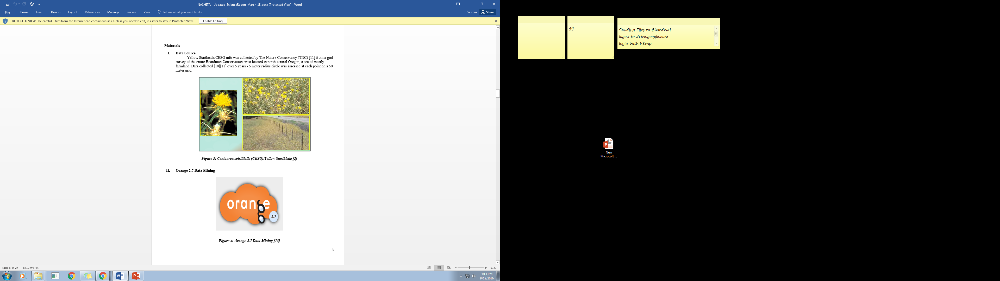 NASHITA - Updated_ScienceReport_March_18.docx (Protected View) - Word
File Home Insert Design Layout References Mailings Review View Tell me what you want to do... Sign in Share
PROTECTED VIEW Be careful—files from the Internet can contain viruses. Unless you need to edit, it's safer to stay in Protected View. Enable Editing
Materials
I. Data Source
Yellow Starthistle/CESO info was collected by The Nature Conservancy (TNC) [11] from a grid
survey of the entire Boardman Conservation Area located in north-central Oregon, a sea of mostly
farmland. Data collected [10][11] over 5 years - 5 meter radius circle was assessed at each point on a 50
meter grid.
Figure 3: Centaurea solstitialis (CESO)/Yellow Starthistle [2]
II. Orange 2.7 Data Mining
orange
2.7
Figure 4: Orange 2.7 Data Mining [18]
5
Page 8 of 27 6712 words
91%
5:13 PM
9/12/2016
gg
Sending Files to Bhardwaj
logon to drive.google.com
login with h8mp
New
Microsoft ...